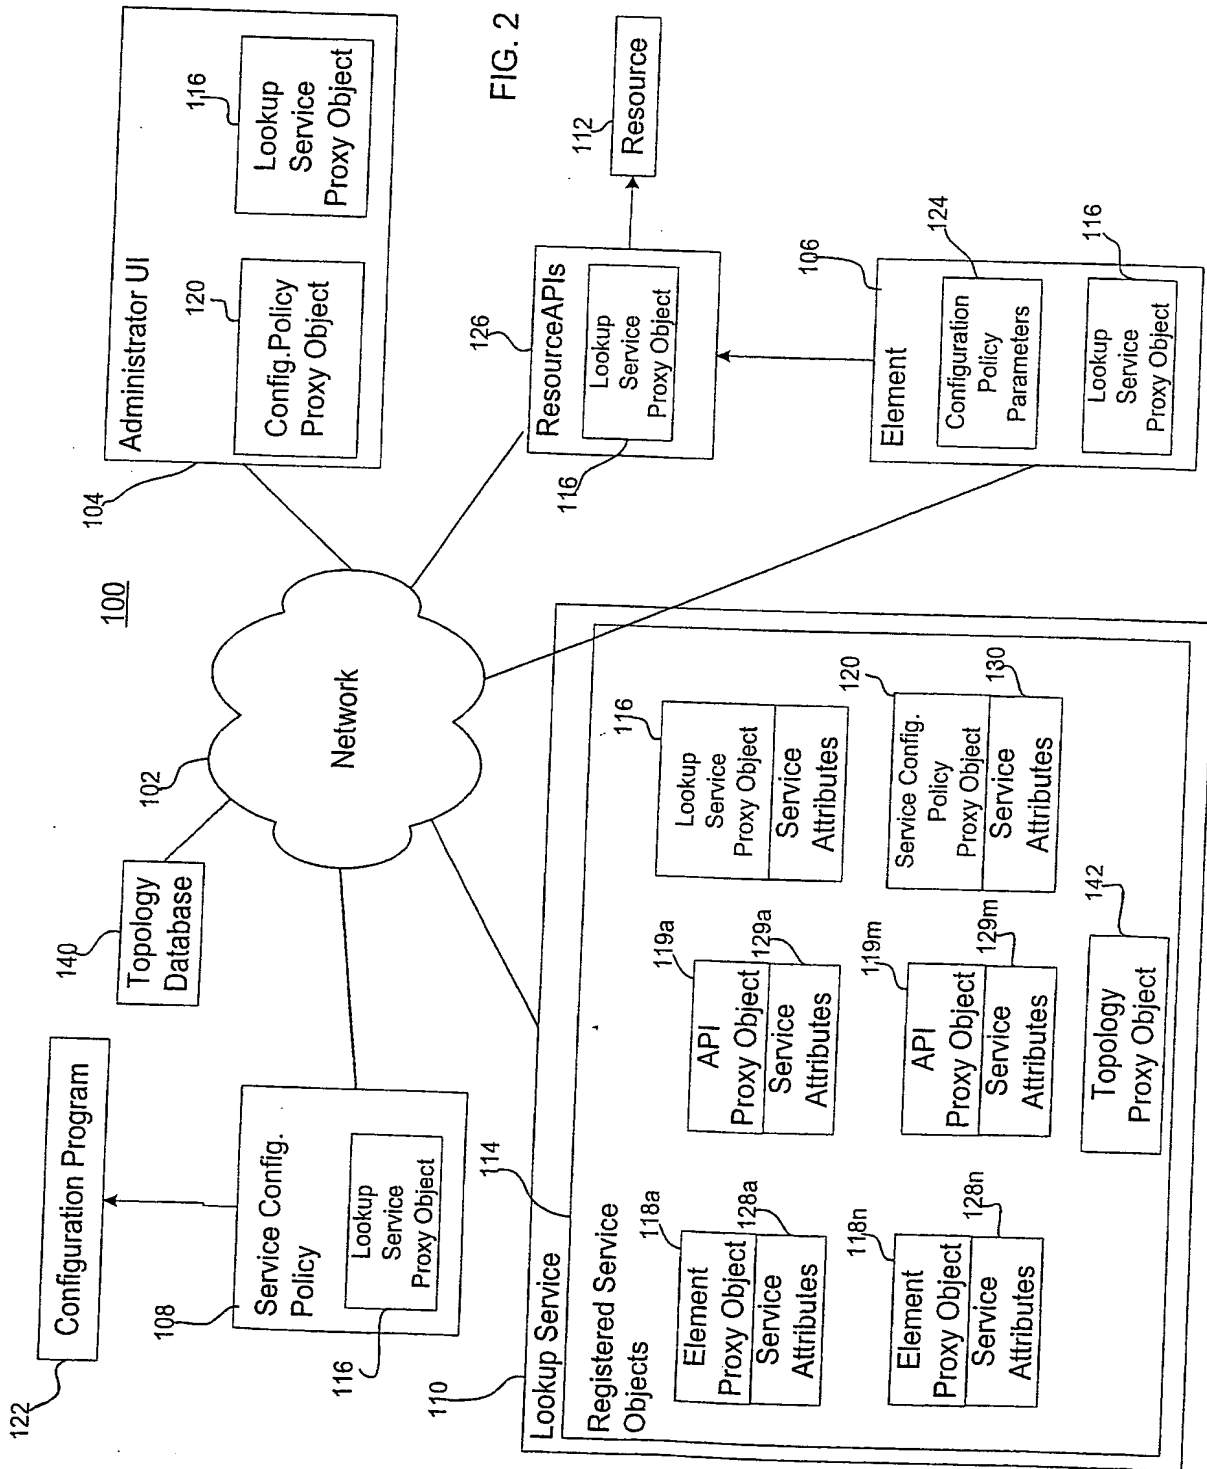 FIG. 2
100
122
Configuration Program
108
Service Config.
Policy
Lookup
Service
Proxy Object
116
140
Topology
Database
102
Network
104
Administrator UI
120
Config.Policy
Proxy Object
116
Lookup
Service
Proxy Object
126
ResourceAPIs
Lookup
Service
Proxy Object
116
112
Resource
106
Element
124
Configuration
Policy
Parameters
116
Lookup
Service
Proxy Object
110
Lookup Service
114
Registered Service
Objects
118a
Element
Proxy Object
128a
Service
Attributes
118n
Element
Proxy Object
128n
Service
Attributes
119a
API
Proxy Object
129a
Service
Attributes
119m
API
Proxy Object
129m
Service
Attributes
116
Lookup
Service
Proxy Object
Service
Attributes
120
Service Config.
Policy
Proxy Object
130
Service
Attributes
142
Topology
Proxy Object